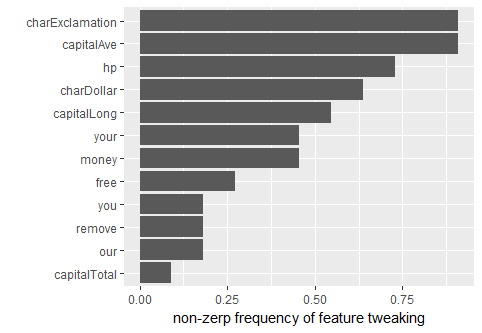 charExclamation
capitalAve
hp
charDollar
capitalLong
your
money
free
you
remove
our
capitalTotal
0.00 0.25 0.50 0.75
non-zerp frequency of feature tweaking